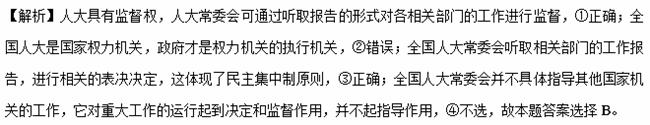 【解析】人大具有监督权，人大常委会可通过听取报告的形式对各相关部门的工作进行监督，①正确；全
国人大是国家权力机关，政府才是权力机关的执行机关，②错误；全国人大常委会听取相关部门的工作报
告，进行相关的表决决定，这体现了民主集中制原则，③正确；全国人大常委会并不具体指导其他国家机
关的工作，它对重大工作的运行起到决定和监督作用，并不起指导作用，④不选，故本题答案选择 B。